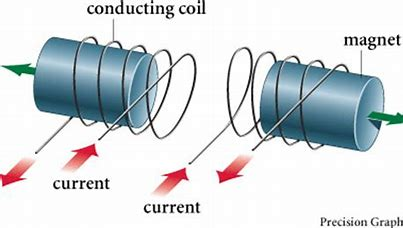 conducting coil
magnet
current
current
Precision Graph